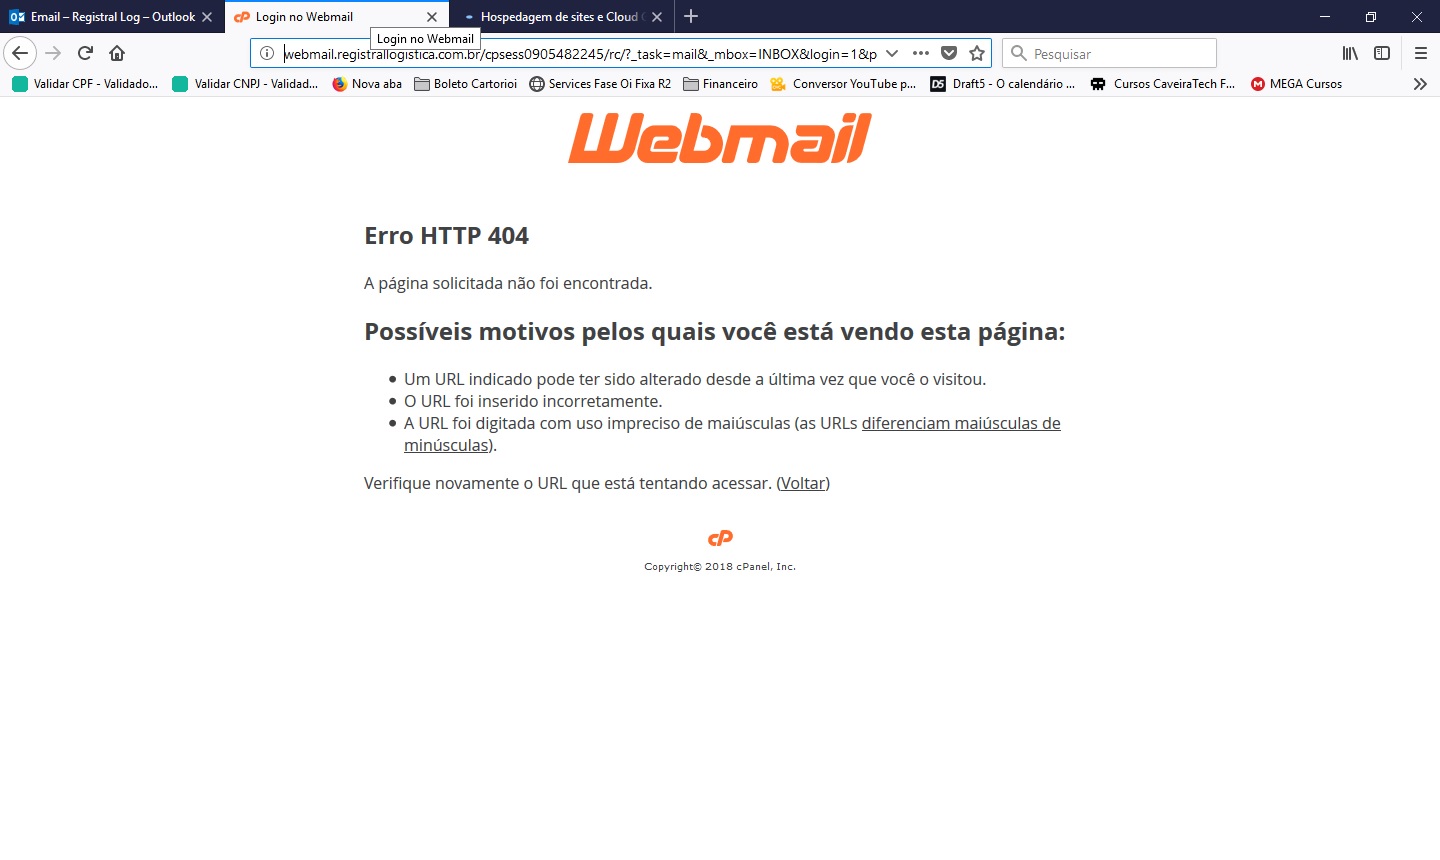 Email – Registral Log – Outlook
Login no Webmail
Hospedagem de sites e Cloud
Login no Webmail
webmail.registrallogistica.com.br/cpsess0905482245/rc/?_task=mail&_mbox=INBOX&login=1&p
Pesquisar
Validar CPF - Validado...
Validar CNPJ - Validad...
Nova aba
Boleto Cartorioi
Services Fase Oi Fixa R2
Financeiro
Conversor YouTube p...
D5 Draft5 - O calendário ...
Cursos CaveiraTech F...
M MEGA Cursos
Webmail
Erro HTTP 404
A página solicitada não foi encontrada.
Possíveis motivos pelos quais você está vendo esta página:
Um URL indicado pode ter sido alterado desde a última vez que você o visitou.
O URL foi inserido incorretamente.
A URL foi digitada com uso impreciso de maiúsculas (as URLs diferenciam maiúsculas de
minúsculas).
Verifique novamente o URL que está tentando acessar. (Voltar)
cP
Copyright© 2018 cPanel, Inc.